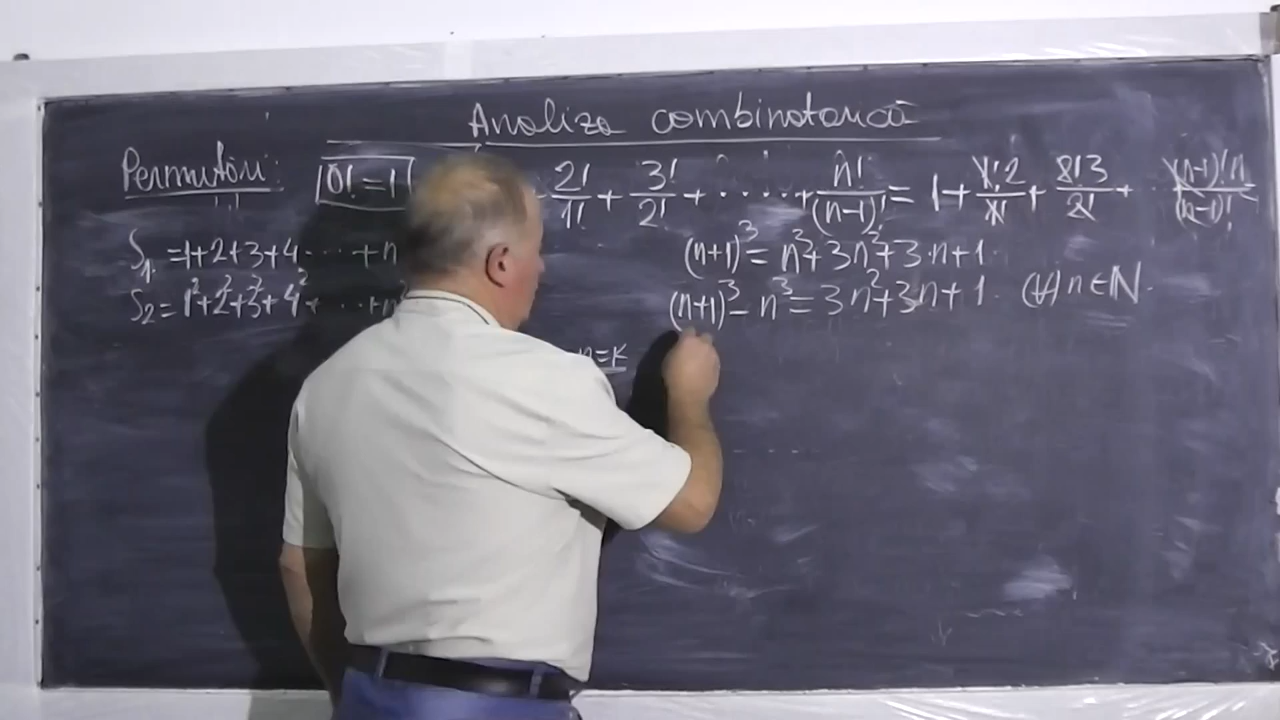 Analiza combinatorică
Permutări: 0! = 1 2!/1! + 3!/2! + · · · · · + n!/(n-1)! = 1 + 1!·2/1! + 2!·3/2! + · (n-1)!·n/(n-1)!
S₁ = 1+2+3+4 · · · + n (n+1)³ = n³+3n²+3·n+1
S₂ = 1²+2²+3²+4²+ · · +n² (n+1)³ - n³ = 3n²+3n+1 (∀) n ∈ ℕ.
n=k